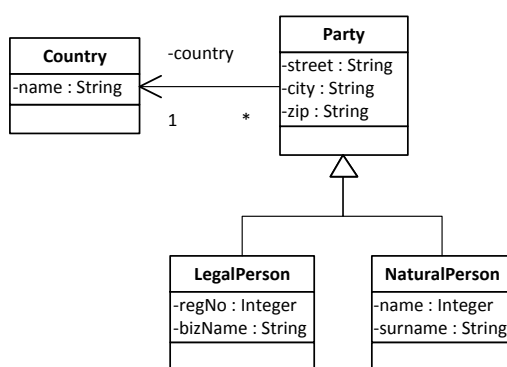 Country
-name : String
-country
1
*
Party
-street : String
-city : String
-zip : String
LegalPerson
-regNo : Integer
-bizName : String
NaturalPerson
-name : Integer
-surname : String